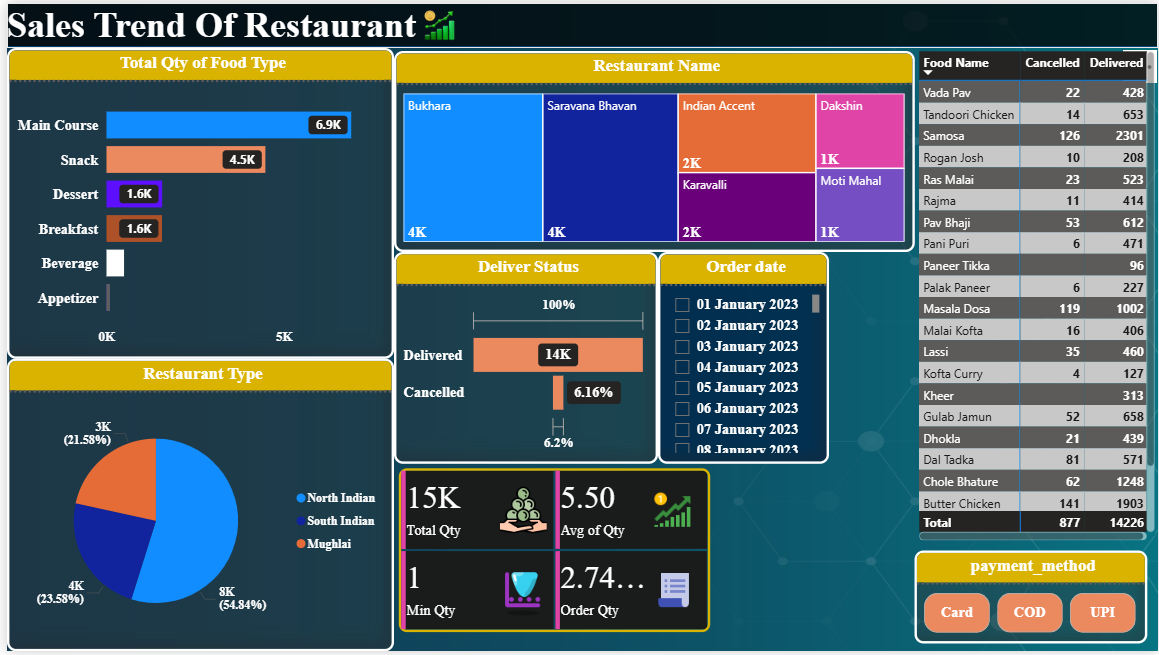 Sales Trend Of Restaurant
Total Qty of Food Type
Main Course 6.9K
Snack 4.5K
Dessert 1.6K
Breakfast 1.6K
Beverage
Appetizer
0K 5K
Restaurant Type
3K
(21.58%)
4K
(23.58%)
8K
(54.84%)
North Indian
South Indian
Mughlai
Restaurant Name
Bukhara
4K
Saravana Bhavan
4K
Indian Accent
2K
Karavalli
2K
Dakshin
1K
Moti Mahal
1K
Deliver Status
100%
Delivered 14K
Cancelled 6.16%
6.2%
Order date
01 January 2023
02 January 2023
03 January 2023
04 January 2023
05 January 2023
06 January 2023
07 January 2023
08 January 2023
15K
Total Qty
5.50
Avg of Qty
1
Min Qty
2.74...
Order Qty
Food Name Cancelled Delivered
Vada Pav 22 428
Tandoori Chicken 14 653
Samosa 126 2301
Rogan Josh 10 208
Ras Malai 23 523
Rajma 11 414
Pav Bhaji 53 612
Pani Puri 6 471
Paneer Tikka 96
Palak Paneer 6 227
Masala Dosa 119 1002
Malai Kofta 16 406
Lassi 35 460
Kofta Curry 4 127
Kheer 313
Gulab Jamun 52 658
Dhokla 21 439
Dal Tadka 81 571
Chole Bhature 62 1248
Butter Chicken 141 1903
Total 877 14226
payment_method
Card COD UPI